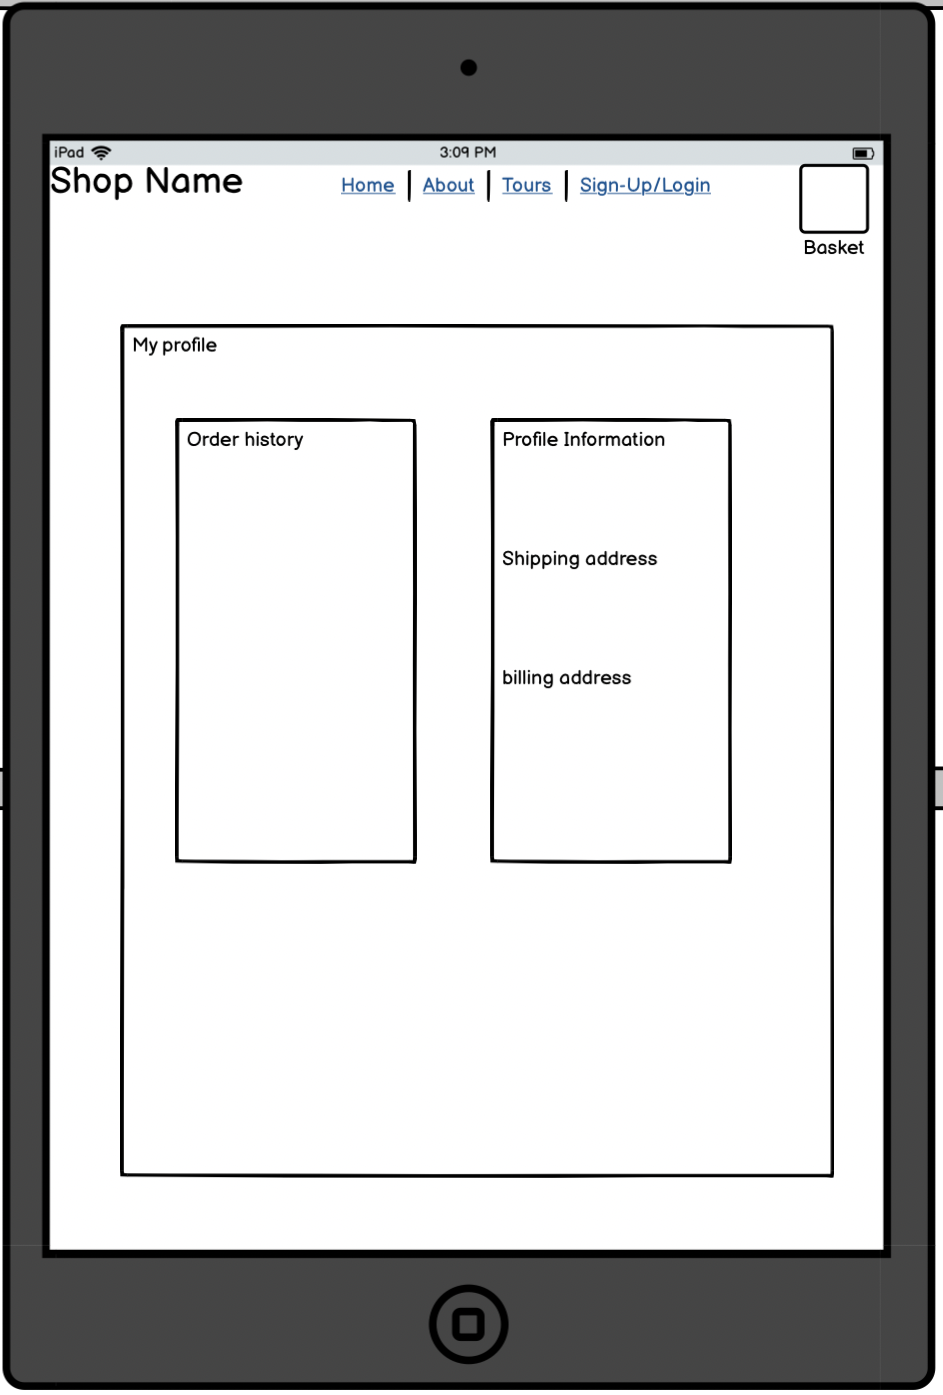 iPad 3:09 PM
Shop Name
Home About Tours Sign-Up/Login
Basket
My profile
Order history
Profile Information
Shipping address
billing address